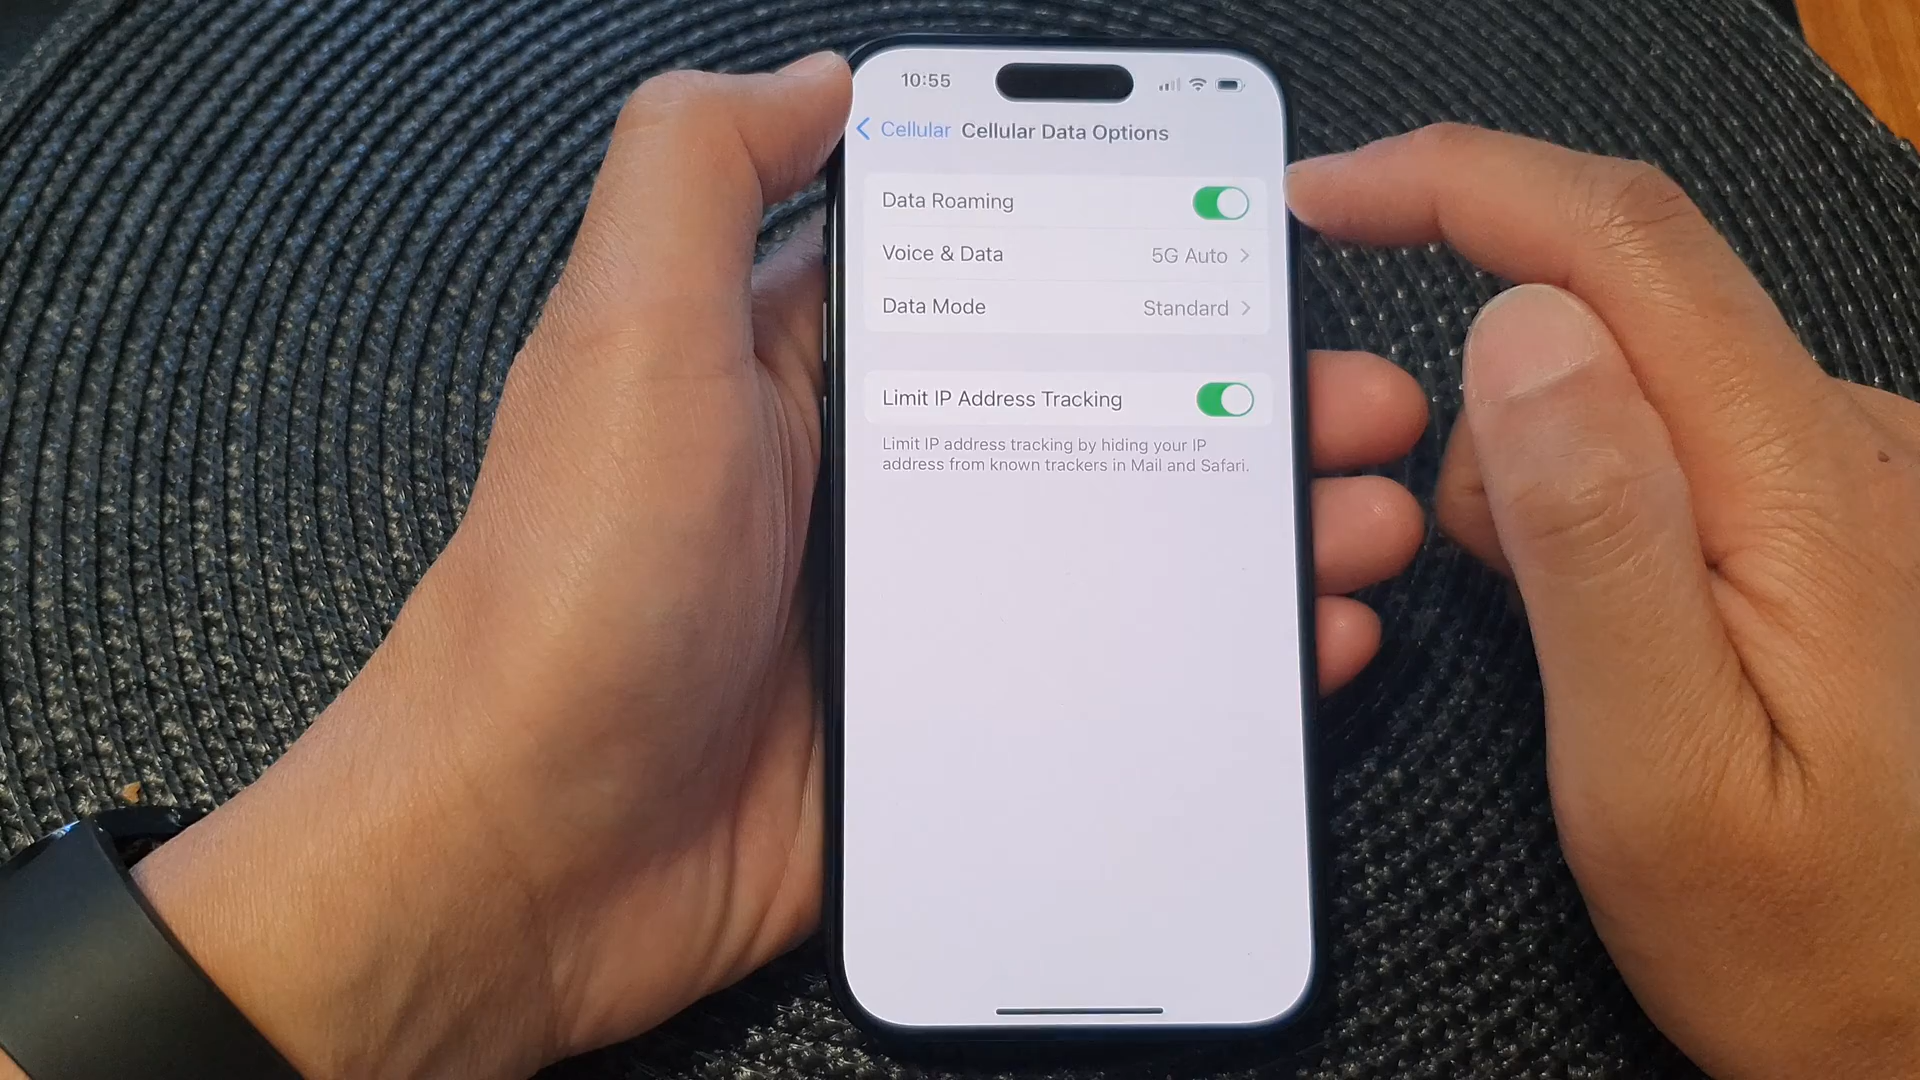 10:55
Cellular Cellular Data Options
Data Roaming
Voice & Data 5G Auto
Data Mode Standard
Limit IP Address Tracking
Limit IP address tracking by hiding your IP
address from known trackers in Mail and Safari.